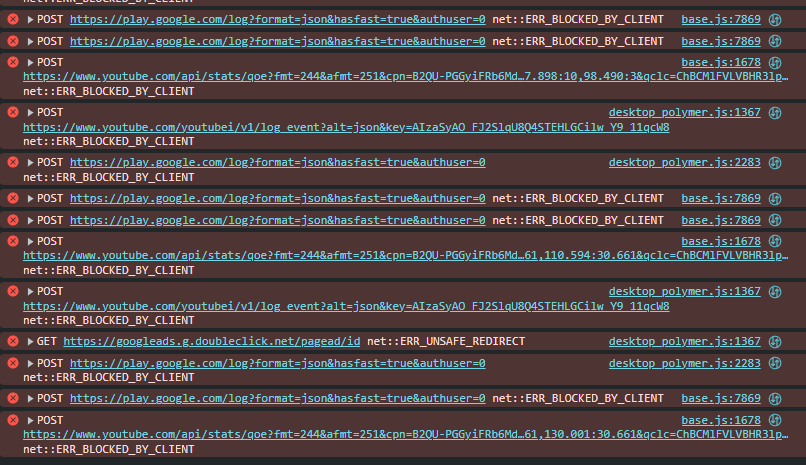 POST https://play.google.com/log?format=json&hasfast=true&authuser=0 net::ERR_BLOCKED_BY_CLIENT base.js:7869
POST https://play.google.com/log?format=json&hasfast=true&authuser=0 net::ERR_BLOCKED_BY_CLIENT base.js:7869
POST base.js:1678
https://www.youtube.com/api/stats/qoe?fmt=244&afmt=251&cpn=B2QU-PGGyiFRb6Md…7.898:10,98.490:3&qclc=ChBCMlFVLVBHR3lp…
net::ERR_BLOCKED_BY_CLIENT
POST desktop_polymer.js:1367
https://www.youtube.com/youtubei/v1/log_event?alt=json&key=AIzaSyAO_FJ2SlqU8Q4STEHLGCilw_Y9_11qcW8
net::ERR_BLOCKED_BY_CLIENT
POST https://play.google.com/log?format=json&hasfast=true&authuser=0 desktop_polymer.js:2283
net::ERR_BLOCKED_BY_CLIENT
POST https://play.google.com/log?format=json&hasfast=true&authuser=0 net::ERR_BLOCKED_BY_CLIENT base.js:7869
POST https://play.google.com/log?format=json&hasfast=true&authuser=0 net::ERR_BLOCKED_BY_CLIENT base.js:7869
POST base.js:1678
https://www.youtube.com/api/stats/qoe?fmt=244&afmt=251&cpn=B2QU-PGGyiFRb6Md…61,110.594:30.661&qclc=ChBCMlFVLVBHR3lp…
net::ERR_BLOCKED_BY_CLIENT
POST desktop_polymer.js:1367
https://www.youtube.com/youtubei/v1/log_event?alt=json&key=AIzaSyAO_FJ2SlqU8Q4STEHLGCilw_Y9_11qcW8
net::ERR_BLOCKED_BY_CLIENT
GET https://googleads.g.doubleclick.net/pagead/id net::ERR_UNSAFE_REDIRECT desktop_polymer.js:1367
POST https://play.google.com/log?format=json&hasfast=true&authuser=0 desktop_polymer.js:2283
net::ERR_BLOCKED_BY_CLIENT
POST https://play.google.com/log?format=json&hasfast=true&authuser=0 net::ERR_BLOCKED_BY_CLIENT base.js:7869
POST base.js:1678
https://www.youtube.com/api/stats/qoe?fmt=244&afmt=251&cpn=B2QU-PGGyiFRb6Md…61,130.001:30.661&qclc=ChBCMlFVLVBHR3lp…
net::ERR_BLOCKED_BY_CLIENT